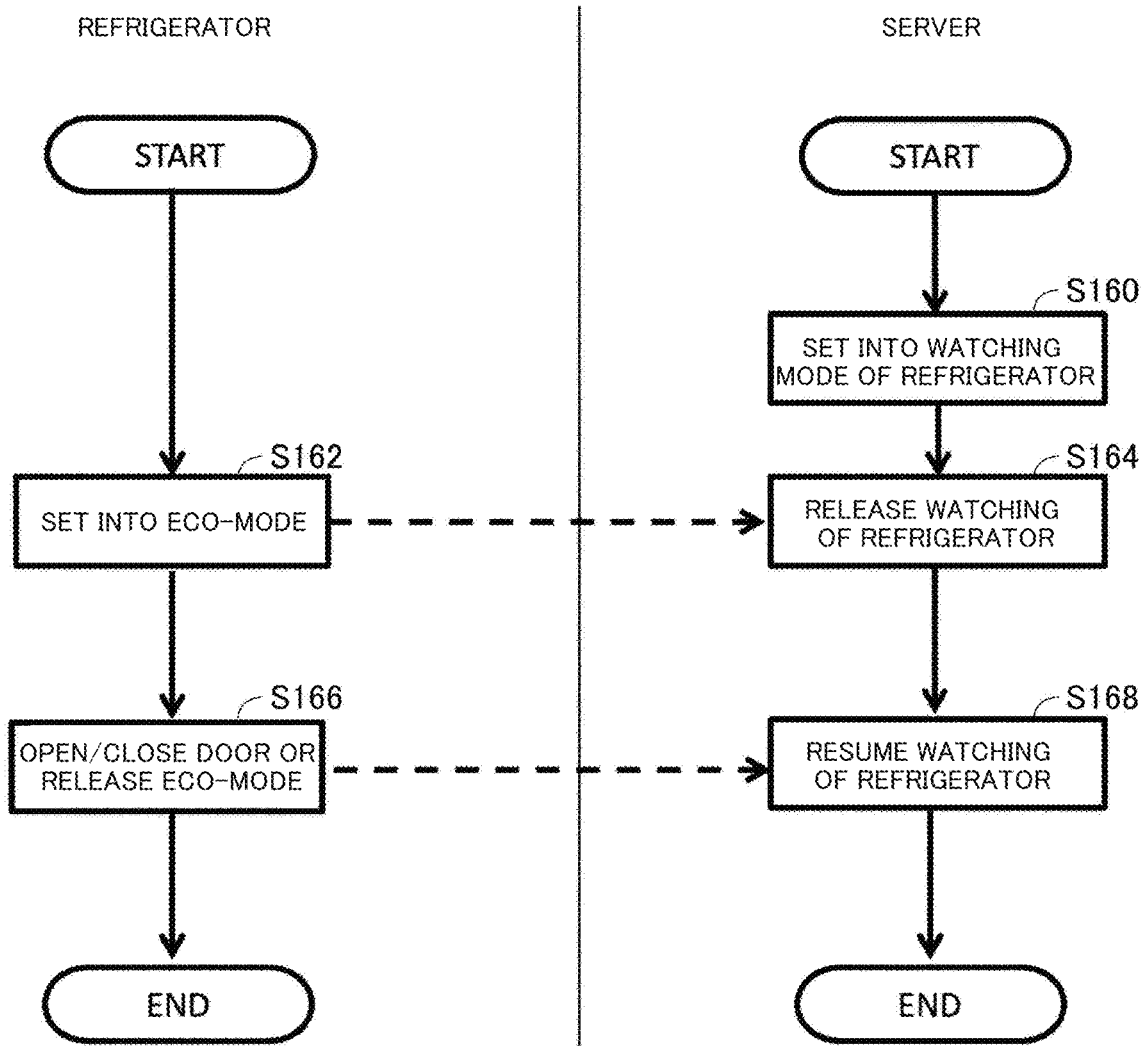 REFRIGERATOR
SERVER
START
START
S160
SET INTO WATCHING
MODE OF REFRIGERATOR
S162
SET INTO ECO-MODE
S164
RELEASE WATCHING
OF REFRIGERATOR
S166
OPEN/CLOSE DOOR OR
RELEASE ECO-MODE
S168
RESUME WATCHING
OF REFRIGERATOR
END
END